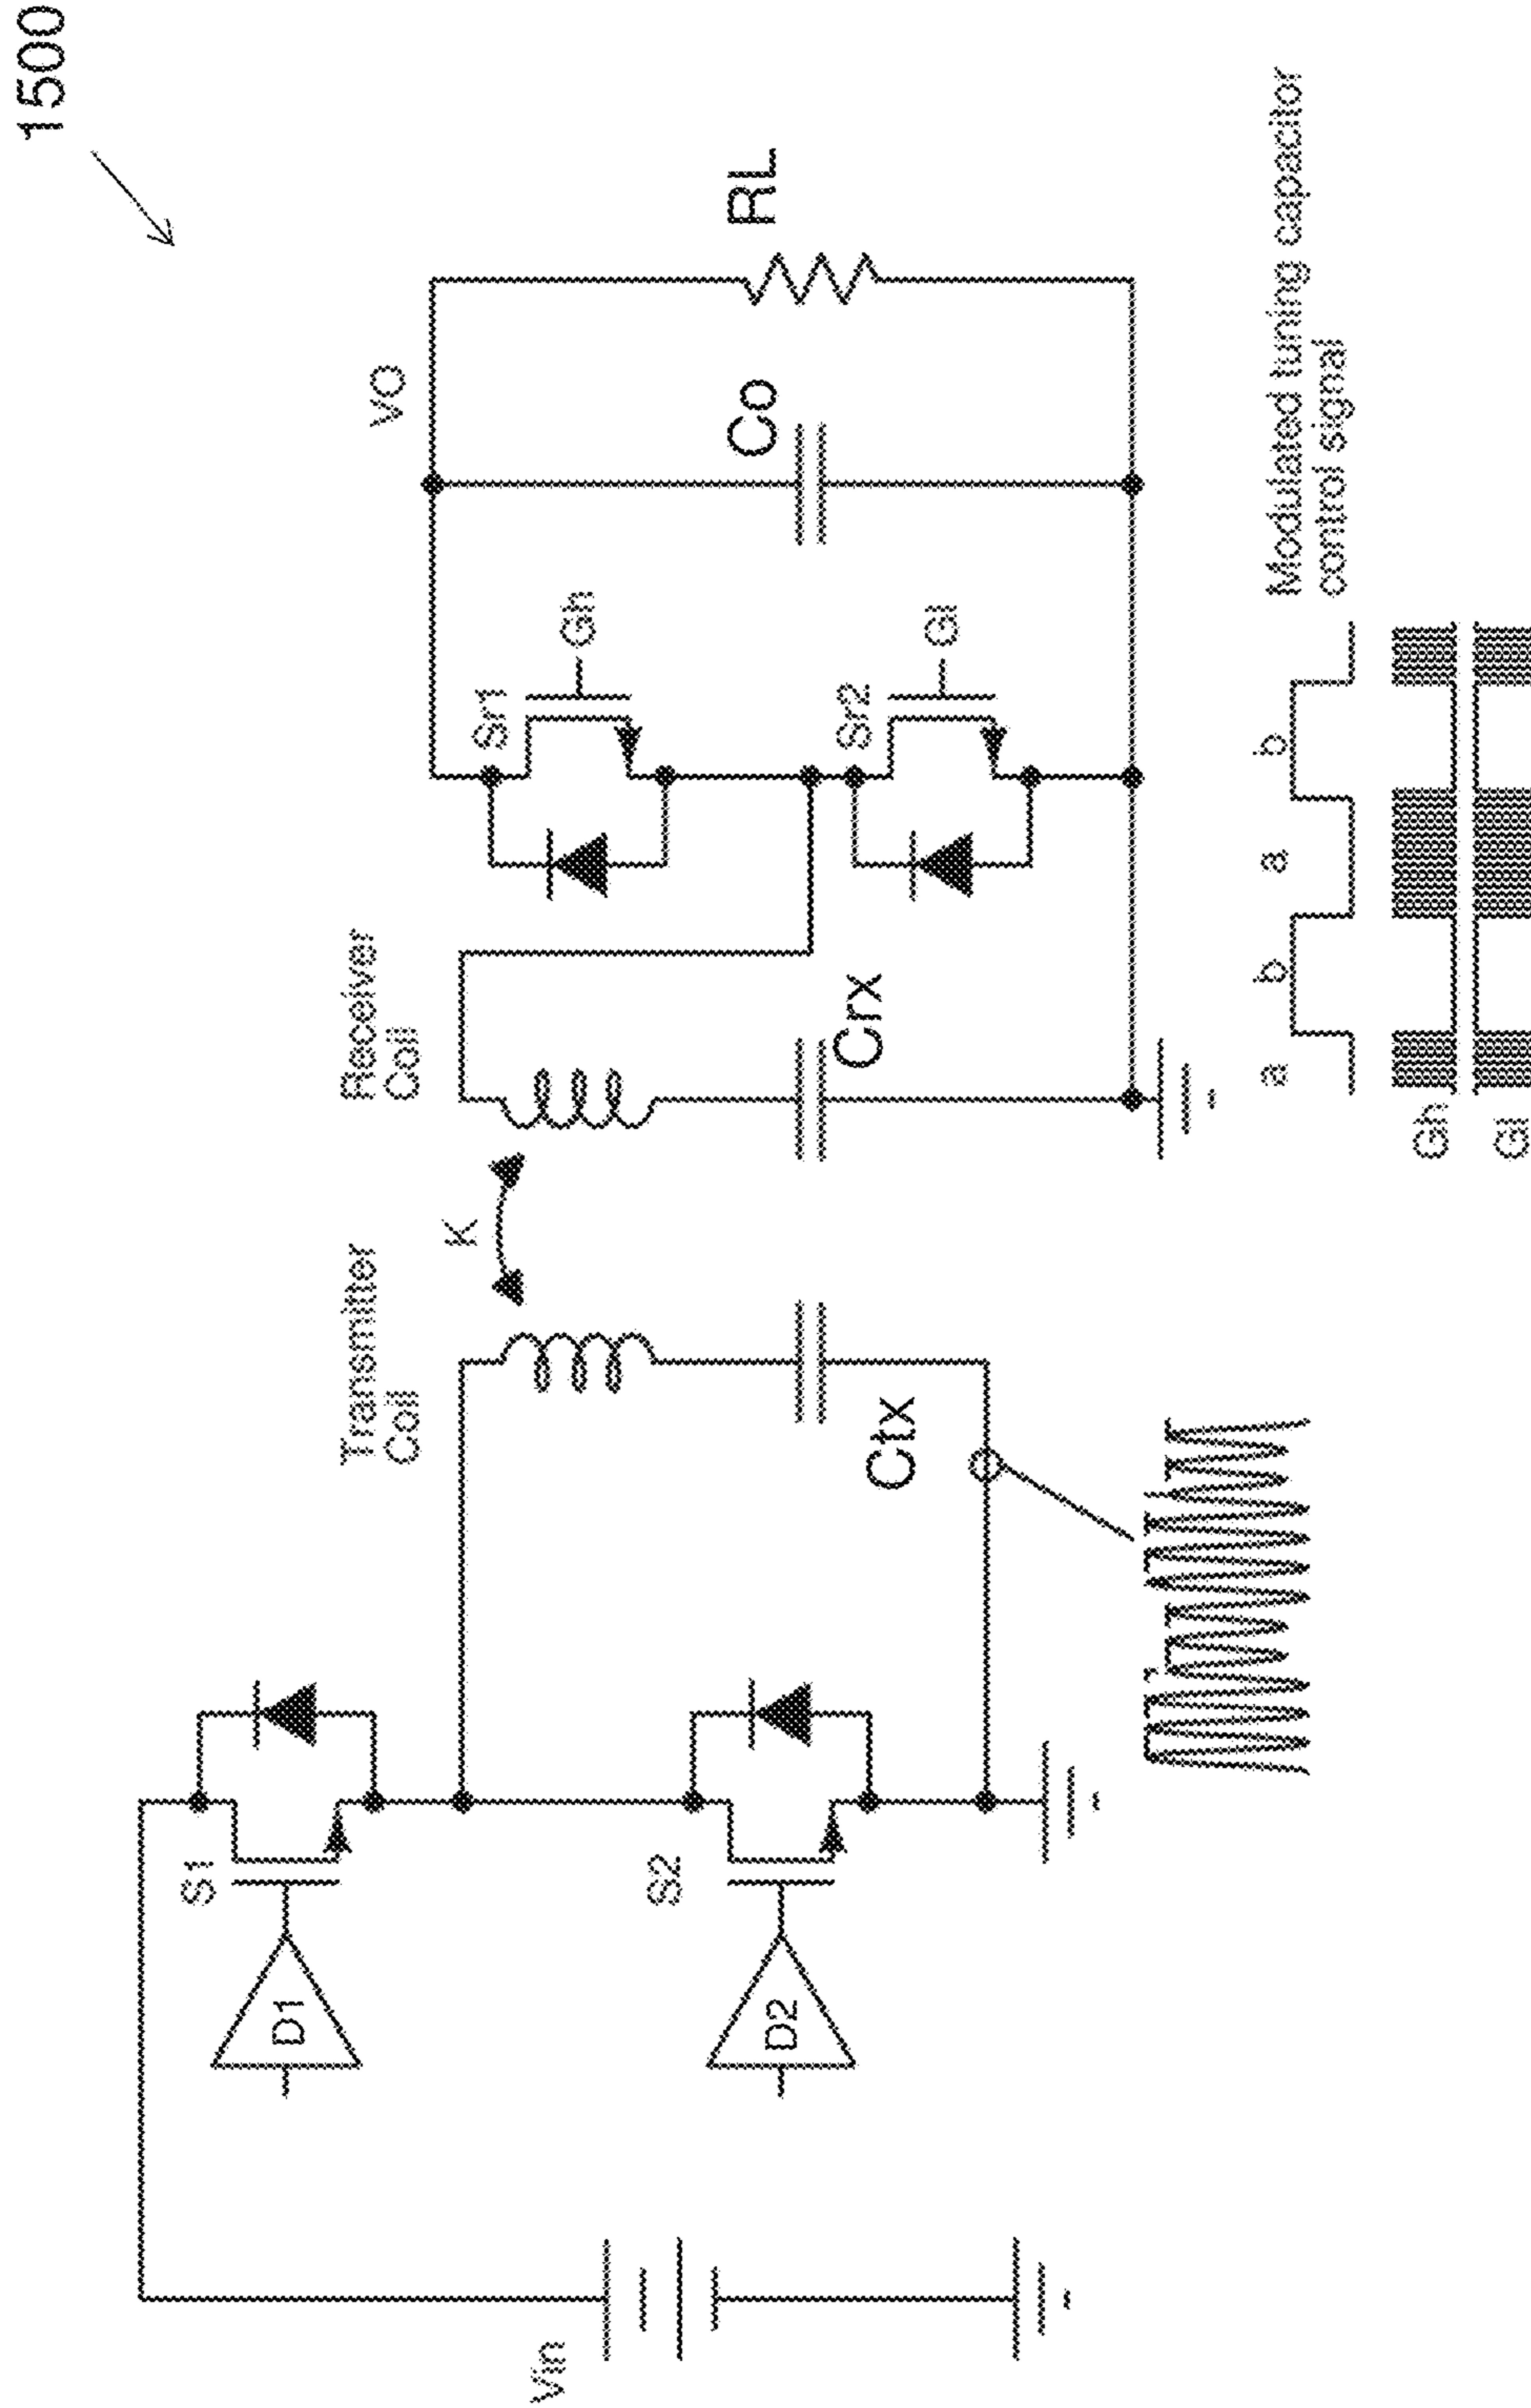 1500
Vin
D1
S1
D2
S2
Transmitter
Coil
Ctx
K
Receiver
Coil
Crx
Sr1
Gh
Sr2
Gl
VO
Co
RL
a
b
a
b
Modulated tuning capacitor
control signal
Gh
Gl